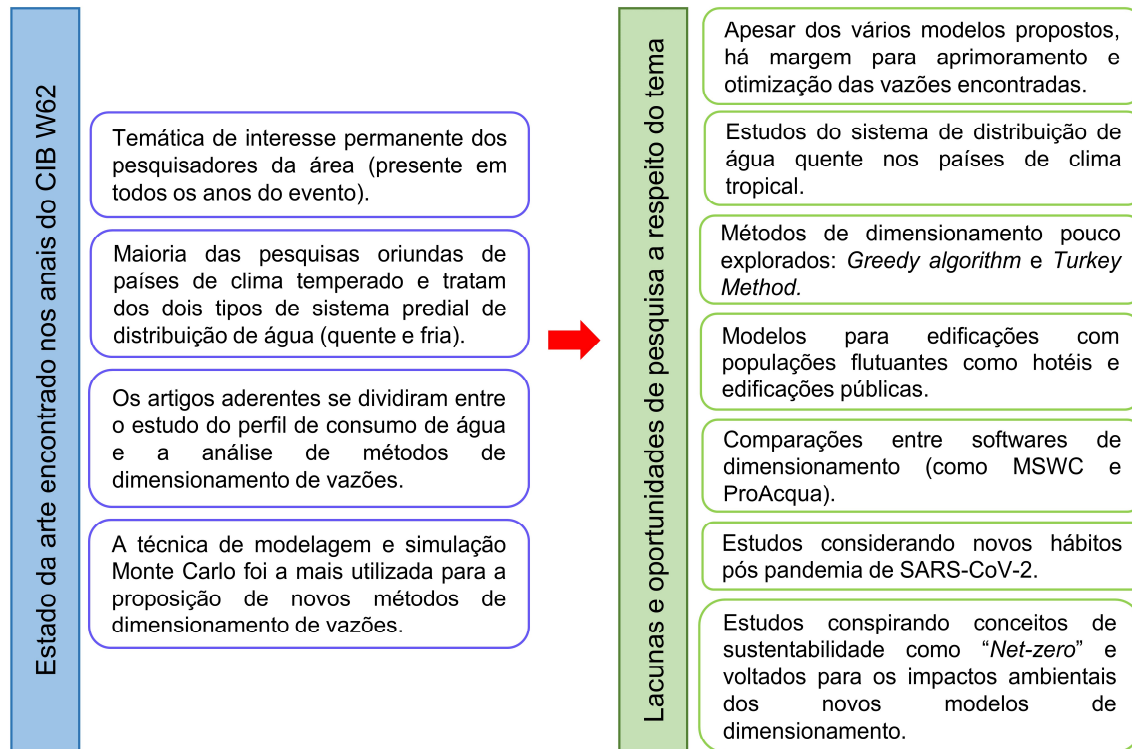 Estado da arte encontrado nos anais do CIB W62
Temática de interesse permanente dos
pesquisadores da área (presente em
todos os anos do evento).
Maioria das pesquisas oriundas de
países de clima temperado e tratam
dos dois tipos de sistema predial de
distribuição de água (quente e fria).
Os artigos aderentes se dividiram entre
o estudo do perfil de consumo de água
e a análise de métodos de
dimensionamento de vazões.
A técnica de modelagem e simulação
Monte Carlo foi a mais utilizada para a
proposição de novos métodos de
dimensionamento de vazões.
Lacunas e oportunidades de pesquisa a respeito do tema
Apesar dos vários modelos propostos,
há margem para aprimoramento e
otimização das vazões encontradas.
Estudos do sistema de distribuição de
água quente nos países de clima
tropical.
Métodos de dimensionamento pouco
explorados: Greedy algorithm e Turkey
Method.
Modelos para edificações com
populações flutuantes como hotéis e
edificações públicas.
Comparações entre softwares de
dimensionamento (como MSWC e
ProAcqua).
Estudos considerando novos hábitos
pós pandemia de SARS-CoV-2.
Estudos conspirando conceitos de
sustentabilidade como “Net-zero” e
voltados para os impactos ambientais
dos novos modelos de
dimensionamento.